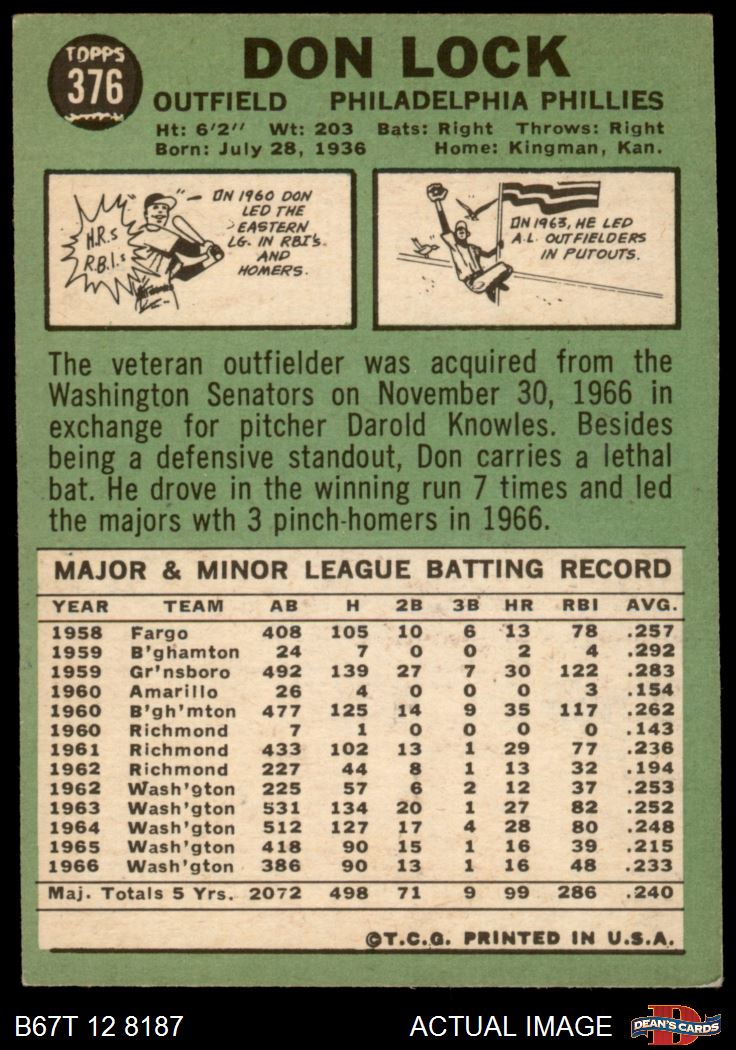 TOPPS
376
DON LOCK
OUTFIELD PHILADELPHIA PHILLIES
Ht: 6'2" Wt: 203 Bats: Right Throws: Right
Born: July 28, 1936 Home: Kingman, Kan.
H.R.s
R.B.I.s
ON 1960 DON
LED THE
EASTERN
LG. IN RBI's
AND
HOMERS.
ON 1963, HE LED
A.L. OUTFIELDERS
IN PUTOUTS.
The veteran outfielder was acquired from the
Washington Senators on November 30, 1966 in
exchange for pitcher Darold Knowles. Besides
being a defensive standout, Don carries a lethal
bat. He drove in the winning run 7 times and led
the majors wth 3 pinch-homers in 1966.
MAJOR & MINOR LEAGUE BATTING RECORD
YEAR TEAM AB H 2B 3B HR RBI AVG.
1958 Fargo 408 105 10 6 13 78 .257
1959 B'ghamton 24 7 0 0 2 4 .292
1959 Gr'nsboro 492 139 27 7 30 122 .283
1960 Amarillo 26 4 0 0 0 3 .154
1960 B'gh'mton 477 125 14 9 35 117 .262
1960 Richmond 7 1 0 0 0 0 .143
1961 Richmond 433 102 13 1 29 77 .236
1962 Richmond 227 44 8 1 13 32 .194
1962 Wash'gton 225 57 6 2 12 37 .253
1963 Wash'gton 531 134 20 1 27 82 .252
1964 Wash'gton 512 127 17 4 28 80 .248
1965 Wash'gton 418 90 15 1 16 39 .215
1966 Wash'gton 386 90 13 1 16 48 .233
Maj. Totals 5 Yrs. 2072 498 71 9 99 286 .240
©T.C.G. PRINTED IN U.S.A.
B67T 12 8187 ACTUAL IMAGE
DEAN'S CARDS